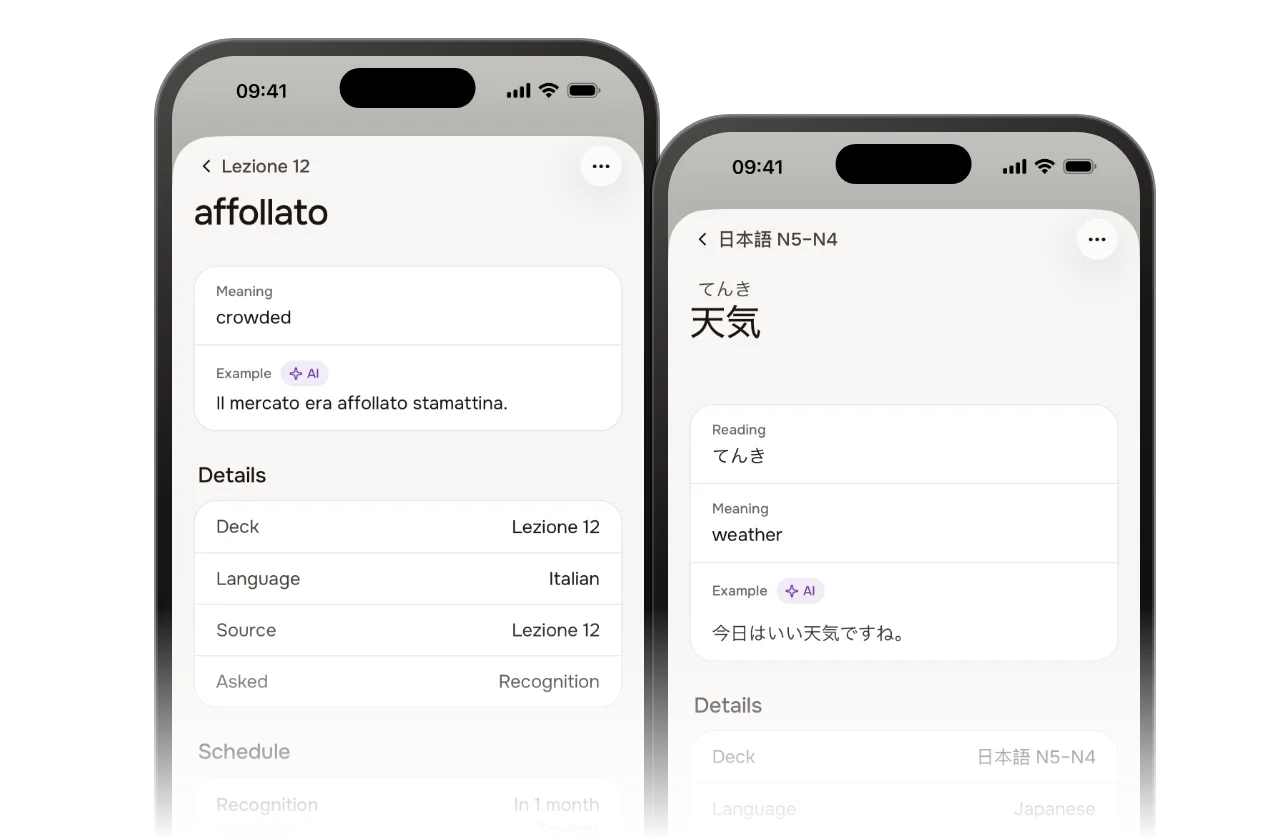 09:41
Lezione 12
affollato
Meaning
crowded
Example AI
Il mercato era affollato stamattina.
Details
Deck Lezione 12
Language Italian
Source Lezione 12
Asked Recognition
Schedule
Recognition In 1 month
7 reviews
09:41
日本語 N5–N4
てんき
天気
Reading
てんき
Meaning
weather
Example AI
今日はいい天気ですね。
Details
Deck 日本語 N5–N4
Language Japanese